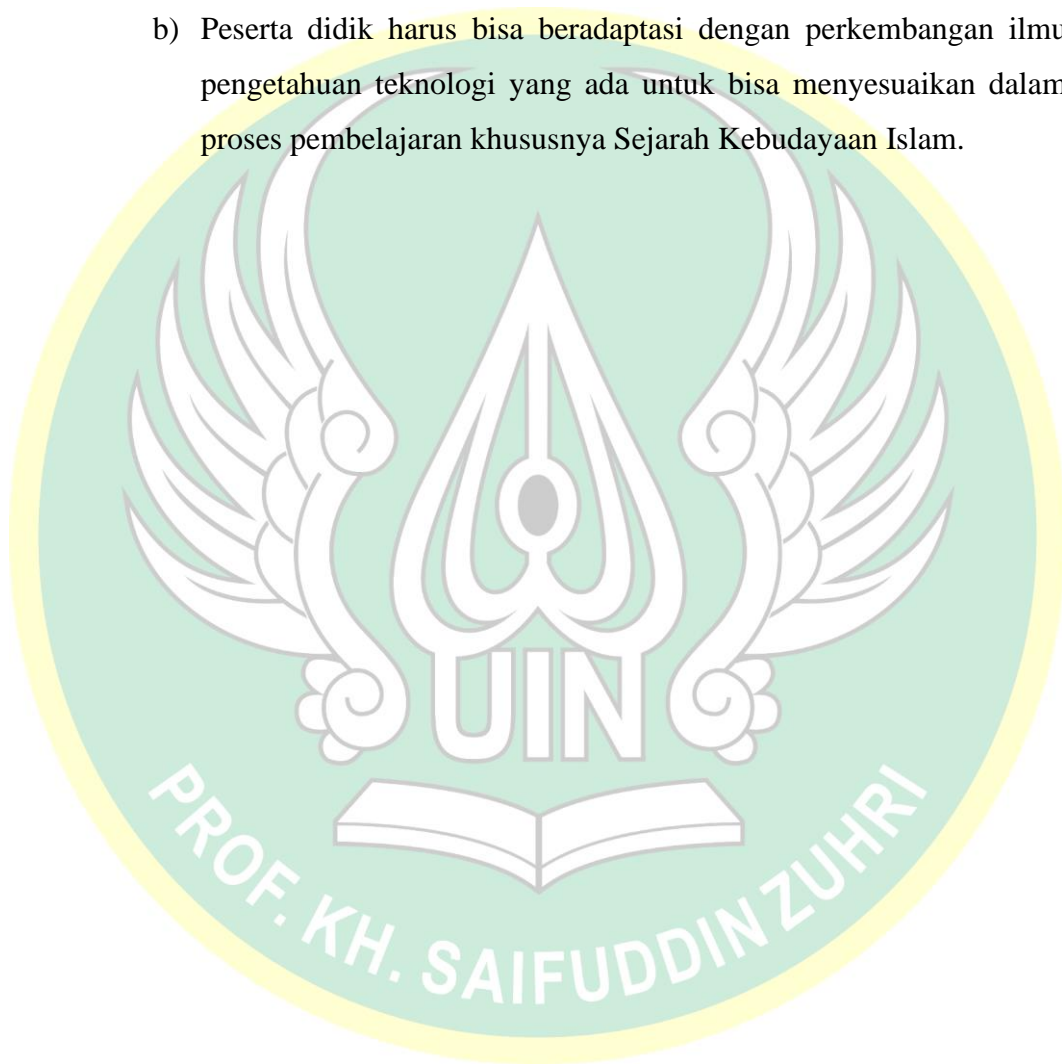 b) Peserta didik harus bisa beradaptasi dengan perkembangan ilmu
pengetahuan teknologi yang ada untuk bisa menyesuaikan dalam
proses pembelajaran khususnya Sejarah Kebudayaan Islam.
UIN
PROF. KH. SAIFUDDIN ZUHRI